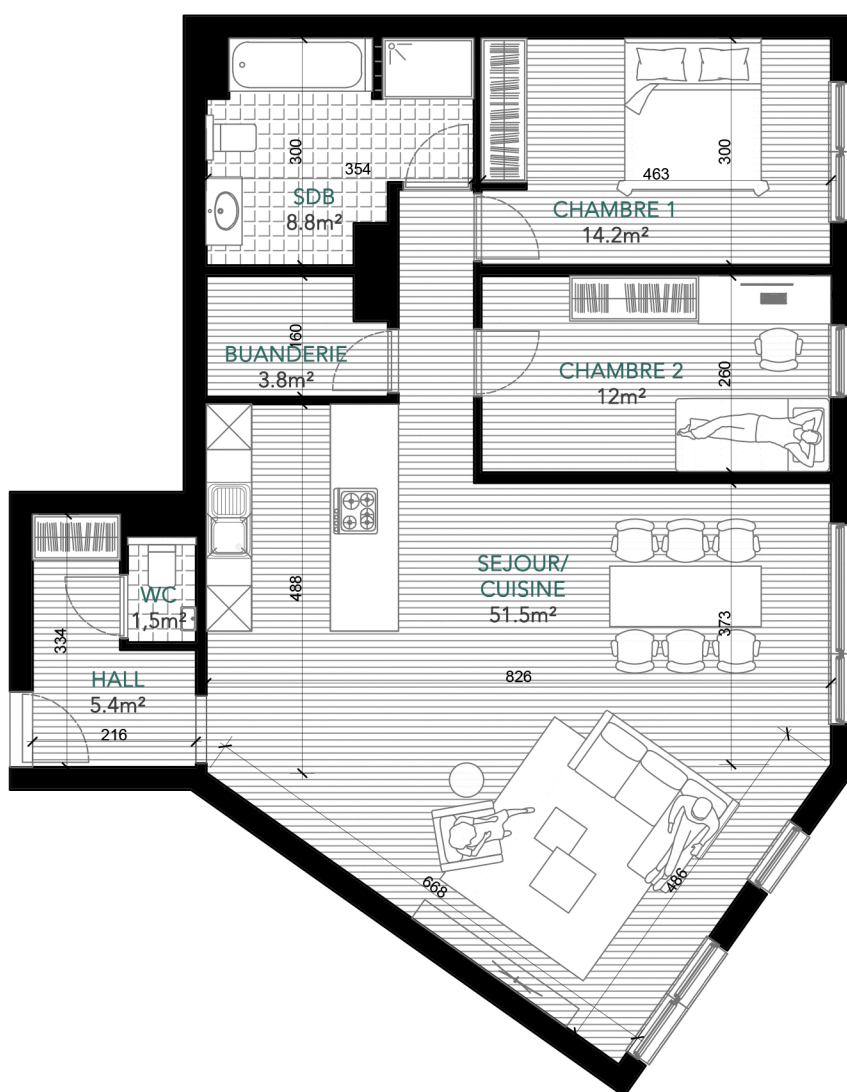 300
354
SDB
8.8m²
463
300
CHAMBRE 1
14.2m²
160
BUANDERIE
3.8m²
CHAMBRE 2
12m²
260
488
SEJOUR/
CUISINE
51.5m²
373
WC
1,5m²
334
HALL
5.4m²
216
826
668
486